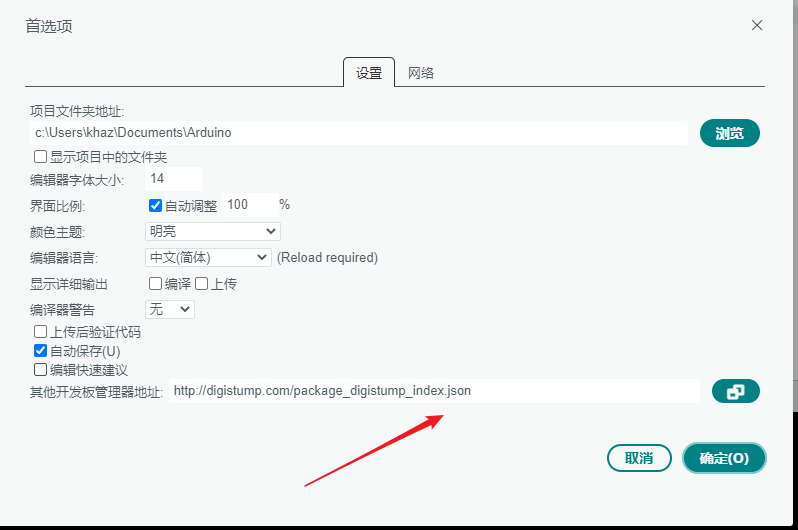 首选项
设置 网络
项目文件夹地址:
c:\Users\khaz\Documents\Arduino 浏览
显示项目中的文件夹
编辑器字体大小: 14
界面比例: 自动调整 100 %
颜色主题: 明亮
编辑器语言: 中文(简体) (Reload required)
显示详细输出 编译 上传
编译器警告 无
上传后验证代码
自动保存(U)
编辑快速建议
其他开发板管理器地址: http://digistump.com/package_digistump_index.json
取消 确定(O)